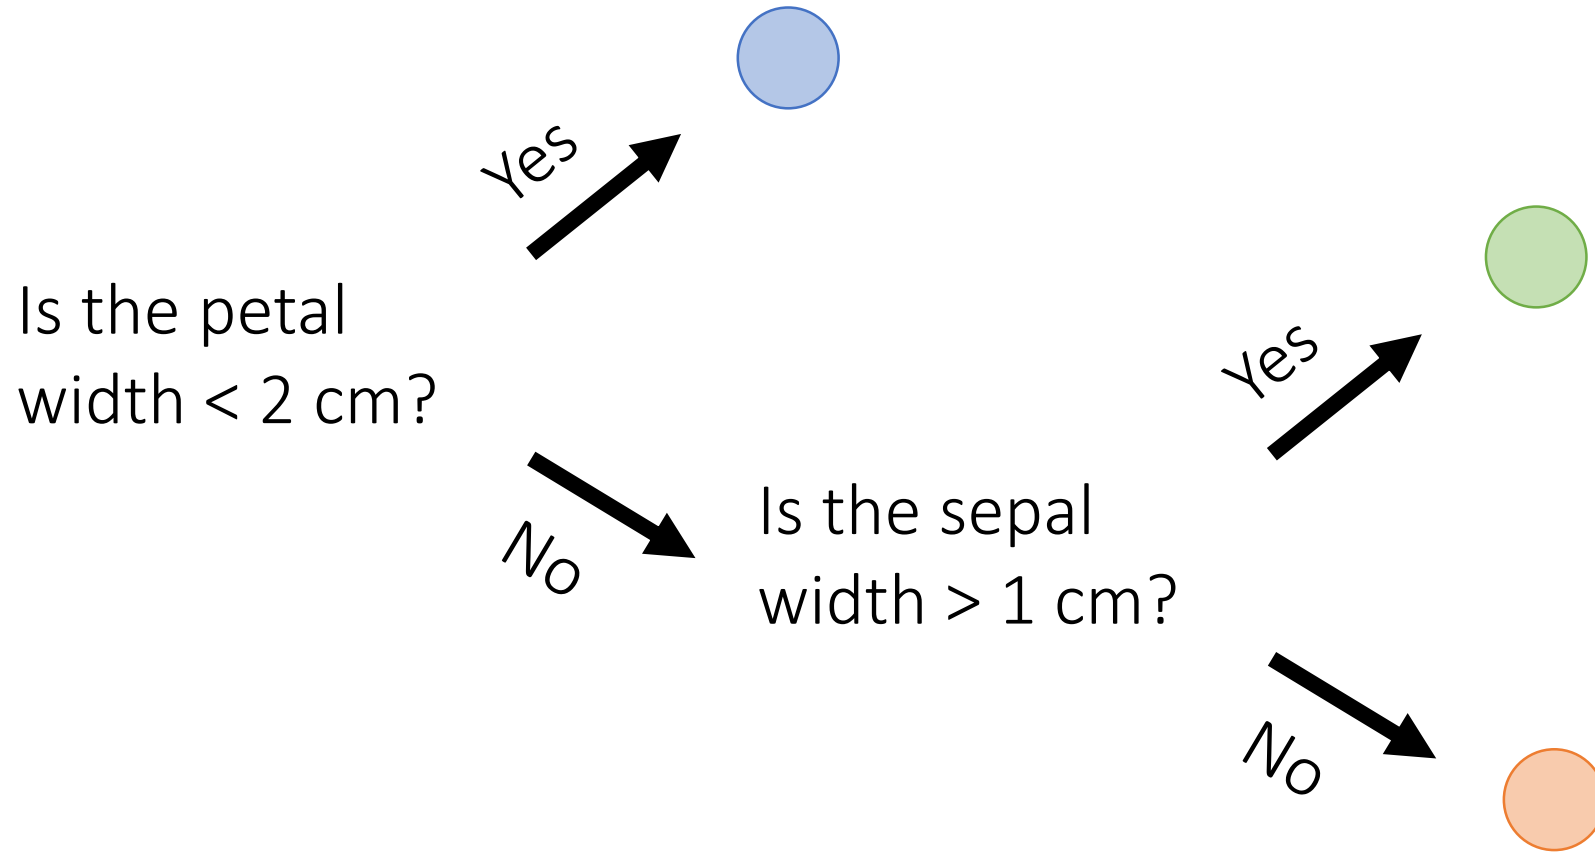 Yes
Is the petal
width < 2 cm?
No
Yes
Is the sepal
width > 1 cm?
No